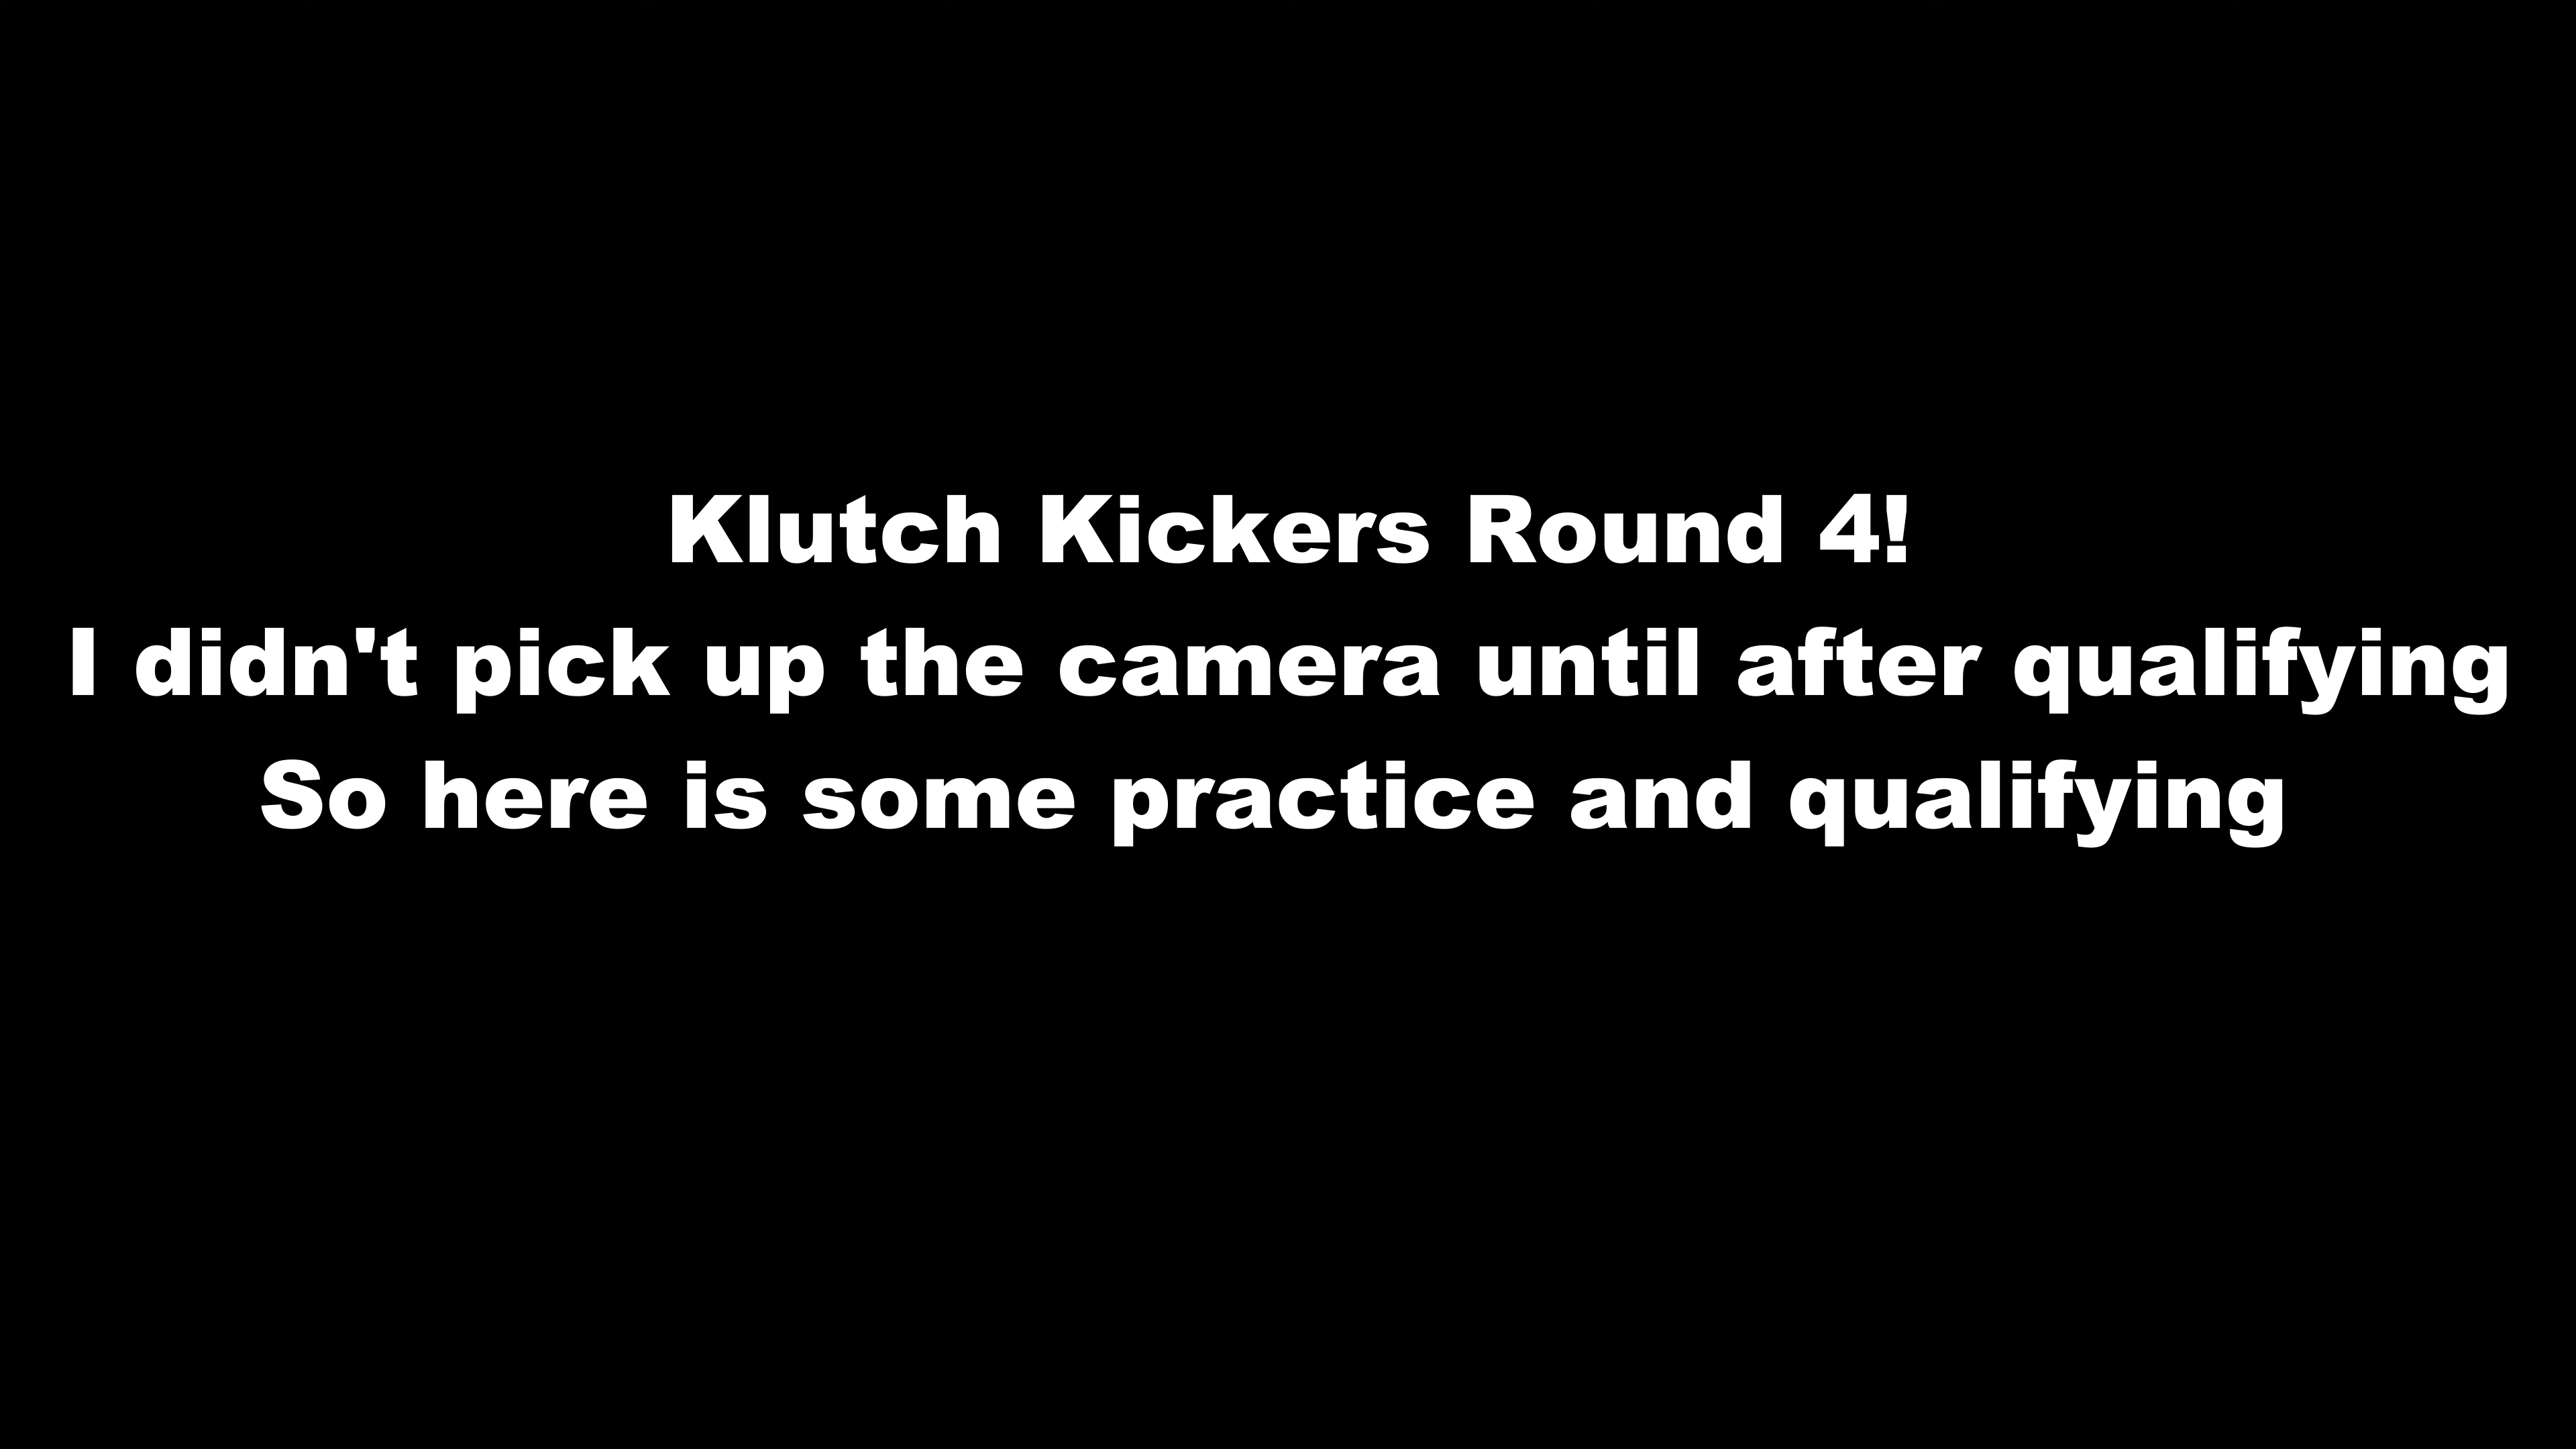 Klutch Kickers Round 4!
I didn't pick up the camera until after qualifying
So here is some practice and qualifying